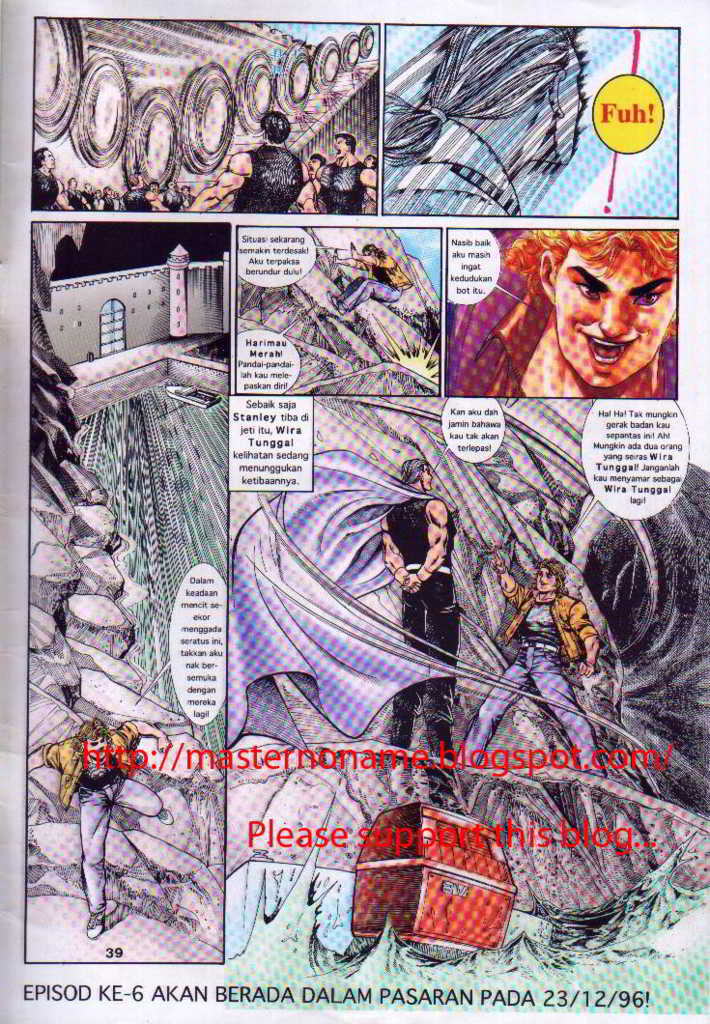 Fuh!
Situasi sekarang
sudah terdesak!
Aku terpaksa
berundur dulu!
Harimau
Merah!
Pandai-pandai-
lah kau mele-
paskan diri!
Nasib baik
aku masih
ingat
kedudukan
bot itu.
Sebaik saja
Stanley tiba di
jeti itu, Wira
Tunggal
kelihatan sedang
menunggukan
ketibaannya.
Kan aku dah
jamin bahawa
kau tak akan
terlepas!
Ha! Ha! Tak mungkin
gerak badan kau
sepantas ini! Ah!
Mungkin ada dua orang
yang seiras Wira
Tunggal! Janganlah
kau menyamar sebagai
Wira Tunggal
lagi!
Dalam
keadaan
mencit se-
ekor
menggada
seratus ini,
takkan aku
nak ber-
semuka
dengan
mereka
lagi!
http://masternoname.blogspot.com/
Please support this blog...
39
EPISOD KE-6 AKAN BERADA DALAM PASARAN PADA 23/12/96!